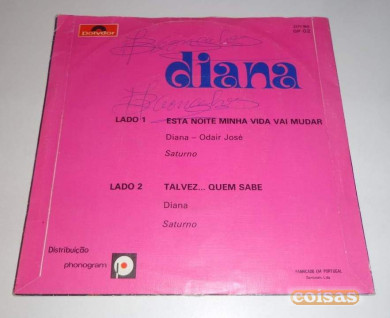 Polydor
diana
LADO 1 ESTA NOITE MINHA VIDA VAI MUDAR
Diana – Odair José
Saturno
LADO 2 TALVEZ... QUEM SABE
Diana
Saturno
Distribuição
phonogram
FABRICADO EM PORTUGAL
coisas